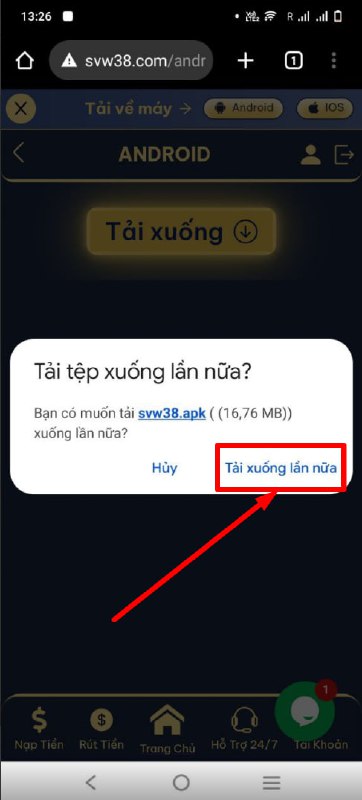 13:26
R
svw38.com/andr
1
Tải về máy →
Android
IOS
ANDROID
Tải xuống
Tải tệp xuống lần nữa?
Bạn có muốn tải svw38.apk ( (16,76 MB))
xuống lần nữa?
Hủy
Tải xuống lần nữa
1
Nạp Tiền
Rút Tiền
Trang Chủ
Hỗ Trợ 24/7
Tài Khoản